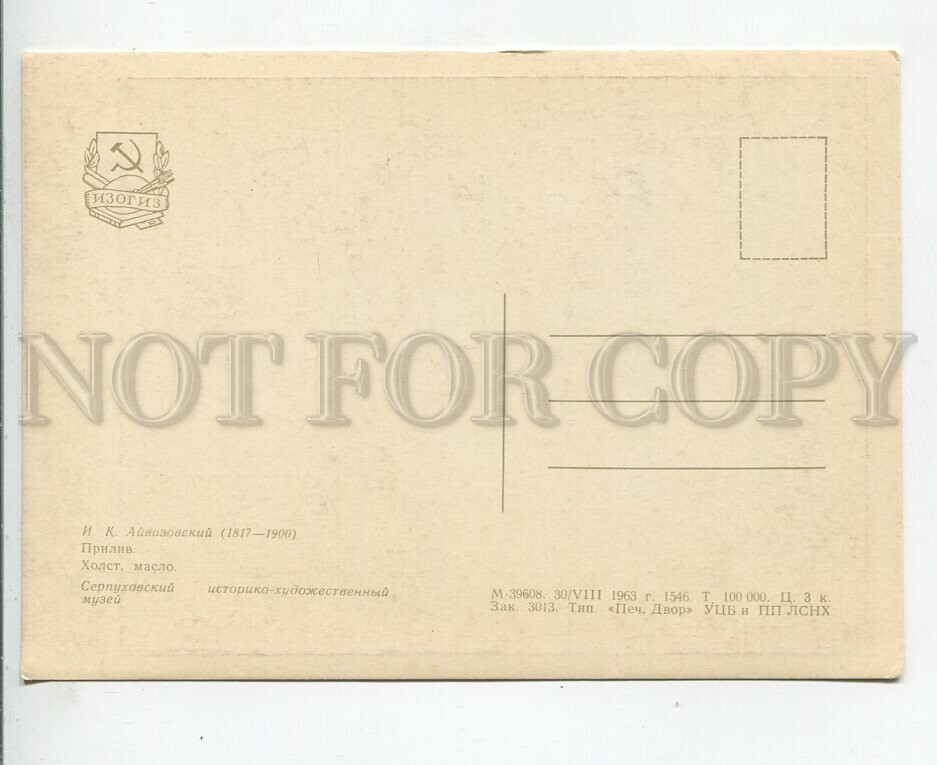 ИЗОГИЗ
NOT FOR COPY
И. К. Айвазовский (1817—1900)
Прилив.
Холст, масло.
Серпуховский историко-художественный
музей
М-39608. 30/VIII 1963 г. 1546. Т. 100 000. Ц. 3 к.
Зак. 3013. Тип. «Печ. Двор» УЦБ и ПП ЛСНХ